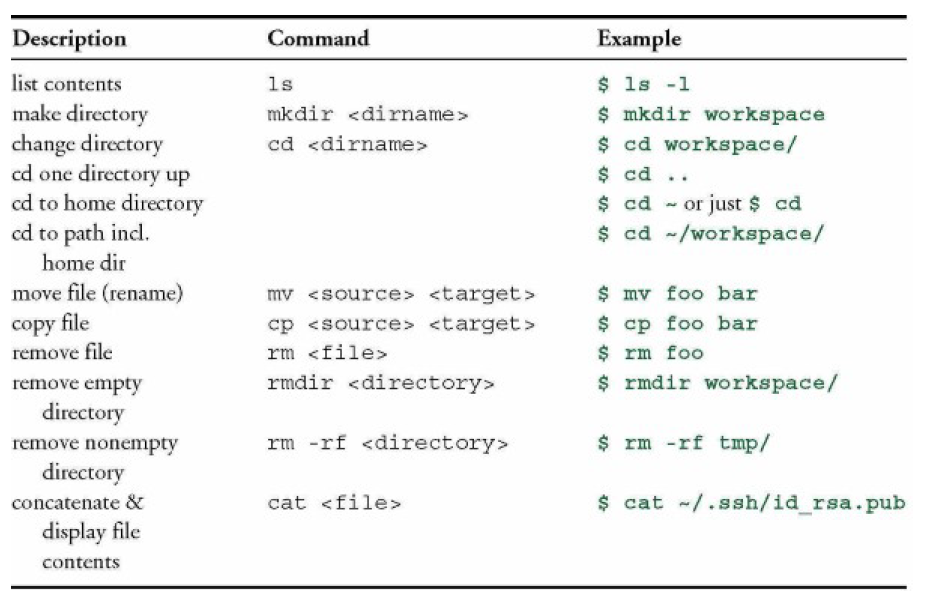 Description Command Example
list contents ls $ ls -l
make directory mkdir <dirname> $ mkdir workspace
change directory cd <dirname> $ cd workspace/
cd one directory up $ cd ..
cd to home directory $ cd ~ or just $ cd
cd to path incl. $ cd ~/workspace/
home dir
move file (rename) mv <source> <target> $ mv foo bar
copy file cp <source> <target> $ cp foo bar
remove file rm <file> $ rm foo
remove empty rmdir <directory> $ rmdir workspace/
directory
remove nonempty rm -rf <directory> $ rm -rf tmp/
directory
concatenate & cat <file> $ cat ~/.ssh/id_rsa.pub
display file
contents